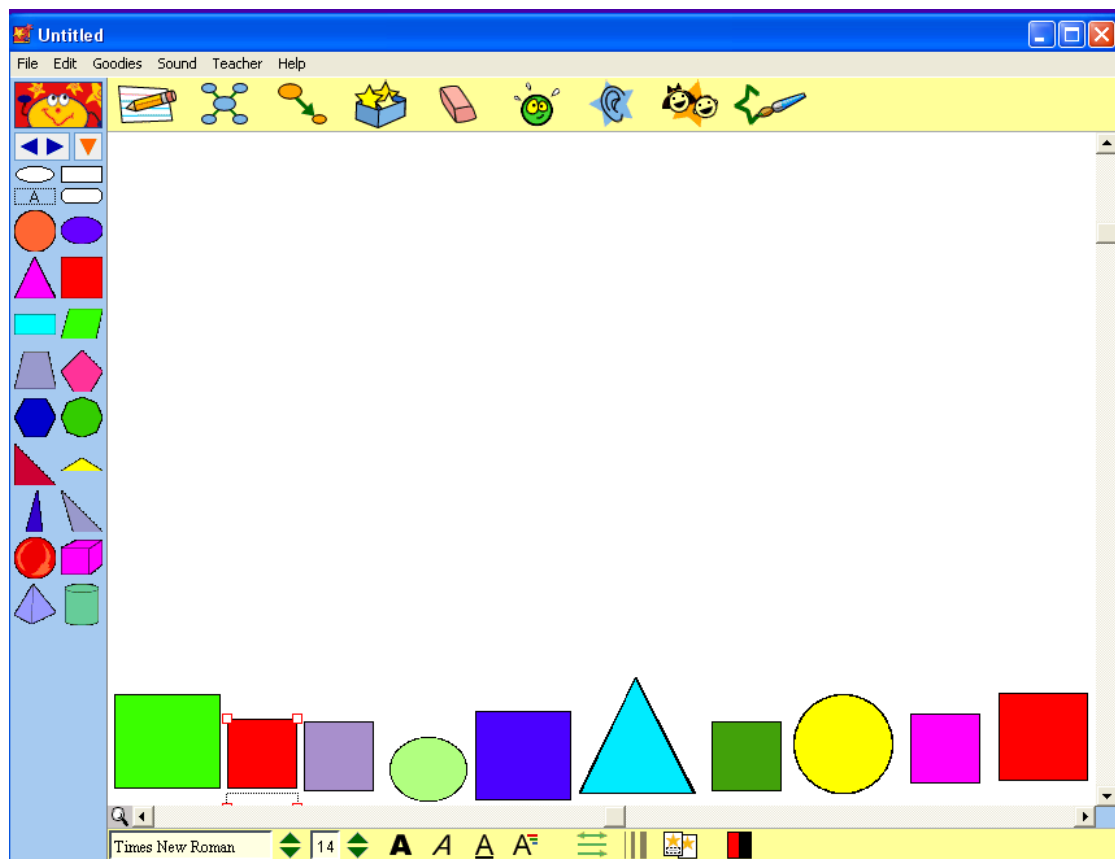 Untitled
File Edit Goodies Sound Teacher Help
A
Times New Roman 14 A A A A